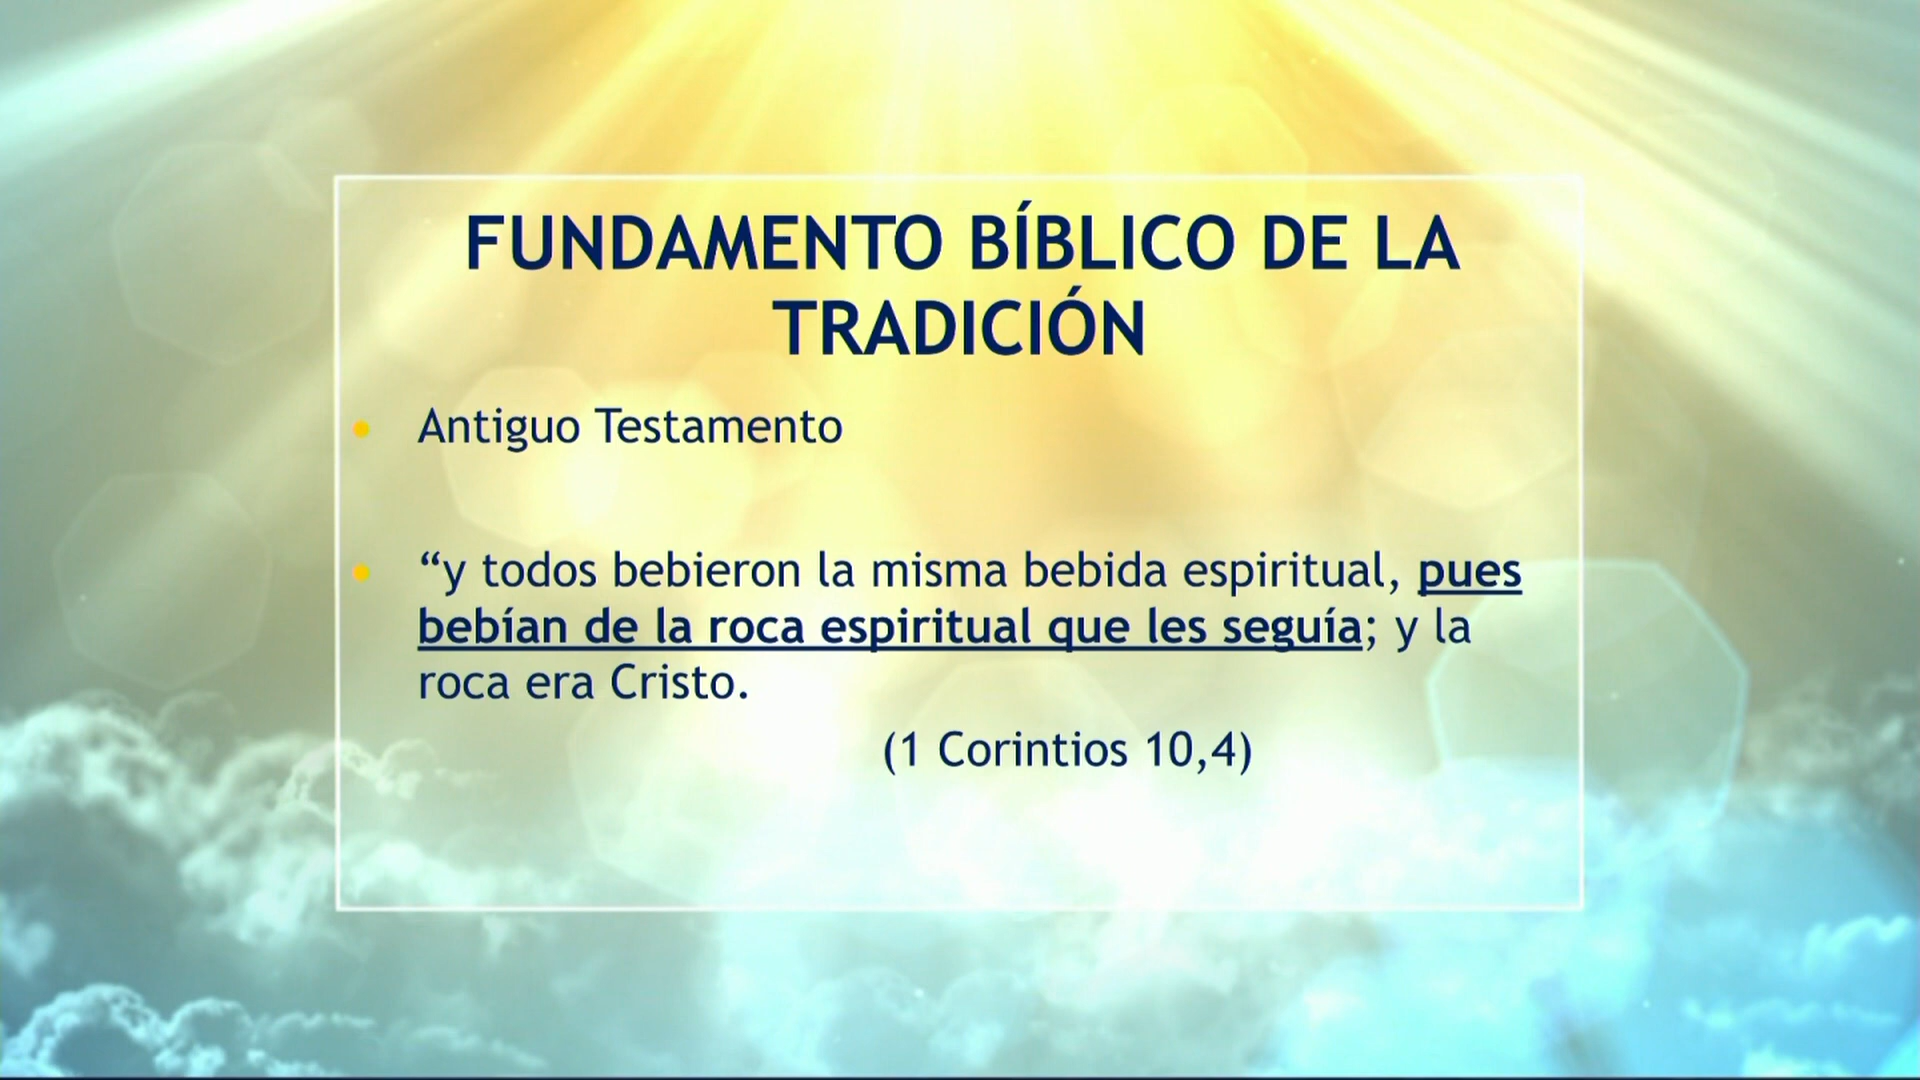 FUNDAMENTO BÍBLICO DE LA
TRADICIÓN
• Antiguo Testamento
• “y todos bebieron la misma bebida espiritual, pues
bebían de la roca espiritual que les seguía; y la
roca era Cristo.
(1 Corintios 10,4)